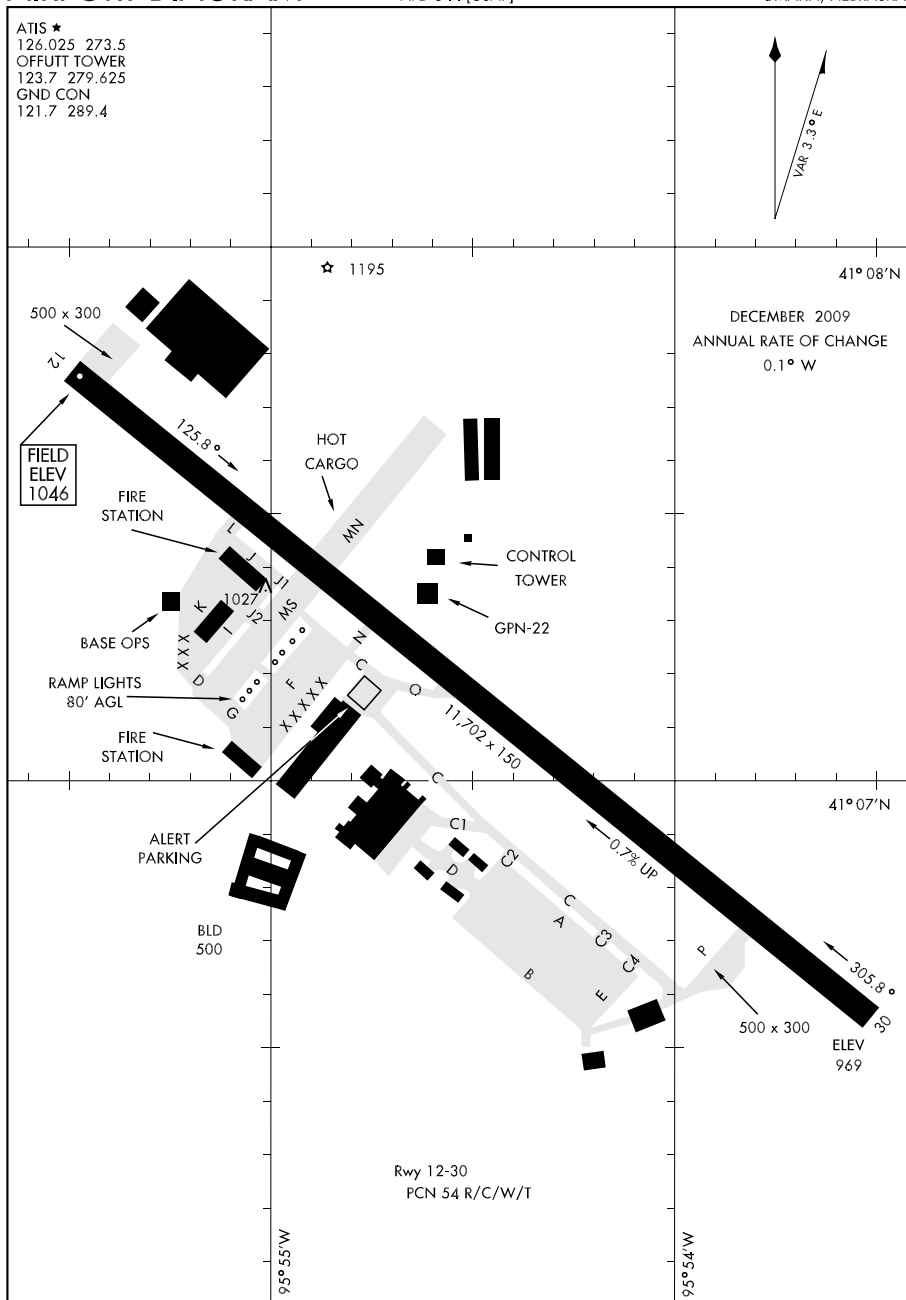 ATIS ★
126.025 273.5
OFFUTT TOWER
123.7 279.625
GND CON
121.7 289.4
VAR 3.3° E
1195
41° 08'N
500 x 300
DECEMBER 2009
ANNUAL RATE OF CHANGE
0.1° W
12
125.8°
FIELD
ELEV
1046
HOT
CARGO
FIRE
STATION
MN
L
J
J1
1027
J2
MS
K
I
CONTROL
TOWER
GPN-22
BASE OPS
X X X
D
N
C
O
F
RAMP LIGHTS
80' AGL
G
X X X X X
11,702 x 150
FIRE
STATION
C
41° 07'N
ALERT
PARKING
C1
C2
D
0.7% UP
C
A
BLD
500
C3
C4
P
B
E
305.8°
30
500 x 300
ELEV
969
Rwy 12-30
PCN 54 R/C/W/T
95° 55'W
95° 54'W